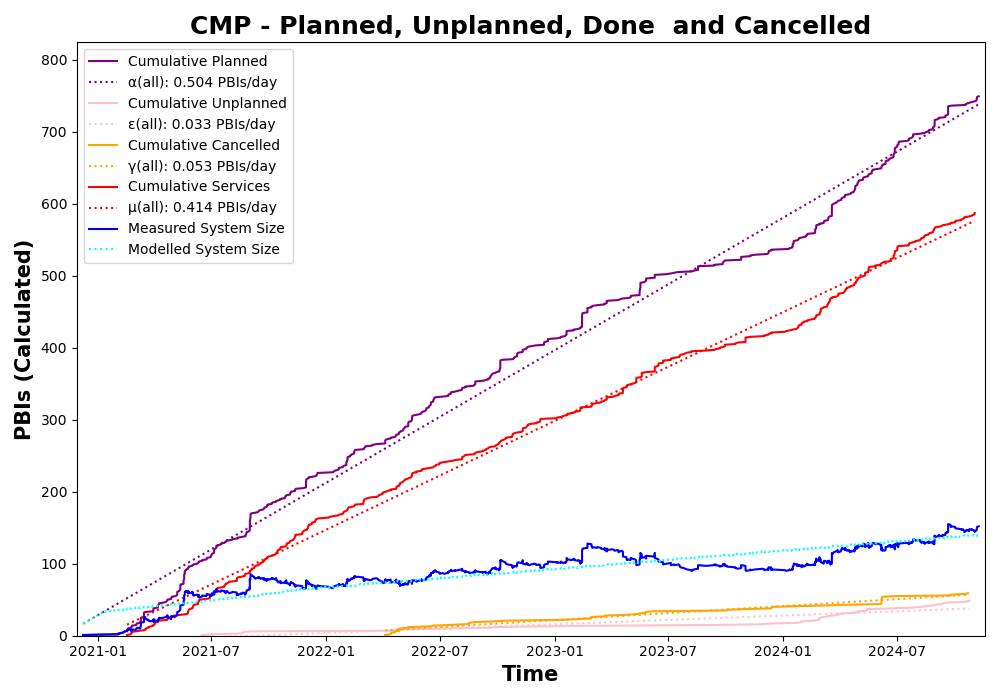 CMP - Planned, Unplanned, Done  and Cancelled
PBIs (Calculated)
800
700
600
500
400
300
200
100
0
Cumulative Planned
α(all): 0.504 PBIs/day
Cumulative Unplanned
ε(all): 0.033 PBIs/day
Cumulative Cancelled
γ(all): 0.053 PBIs/day
Cumulative Services
μ(all): 0.414 PBIs/day
Measured System Size
Modelled System Size
2021-01 2021-07 2022-01 2022-07 2023-01 2023-07 2024-01 2024-07
Time